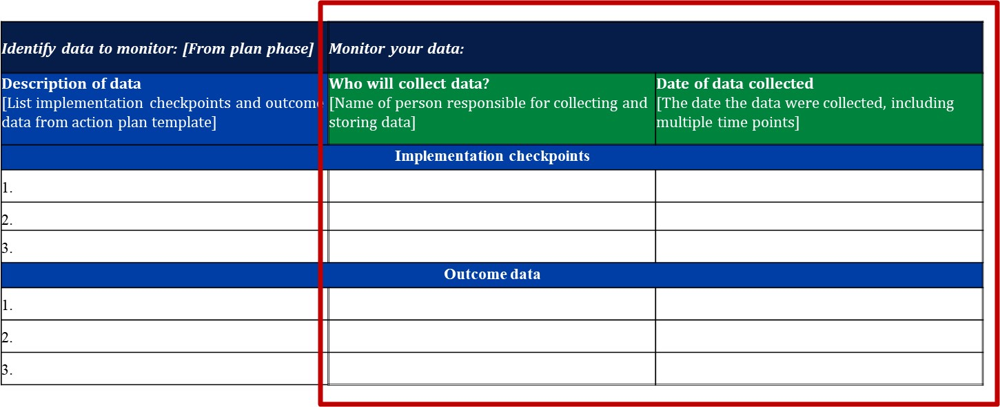 Identify data to monitor: [From plan phase]
Monitor your data:
Description of data
[List implementation checkpoints and outcome
data from action plan template]
Who will collect data?
[Name of person responsible for collecting and
storing data]
Date of data collected
[The date the data were collected, including
multiple time points]
Implementation checkpoints
1.
2.
3.
Outcome data
1.
2.
3.